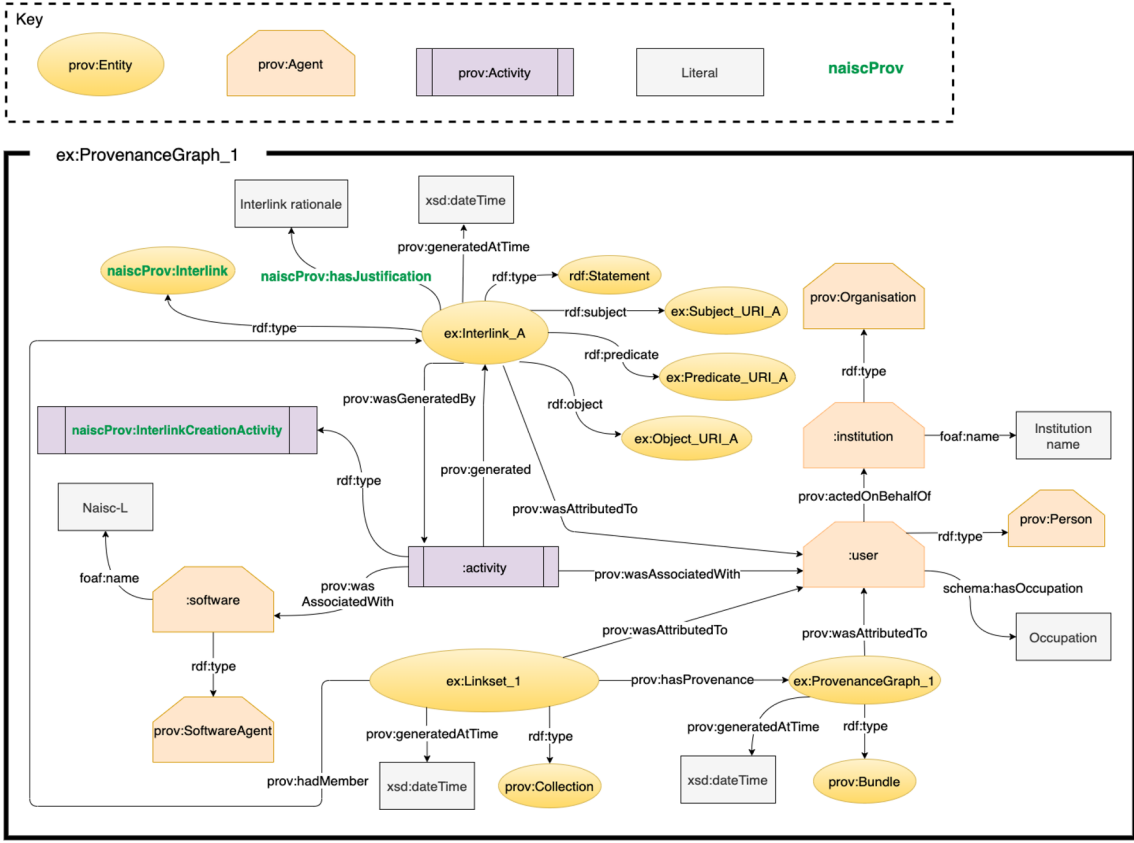 Key
prov:Entity
prov:Agent
prov:Activity
Literal
naiscProv
ex:ProvenanceGraph_1
Interlink rationale
xsd:dateTime
prov:generatedAtTime
naiscProv:Interlink
naiscProv:hasJustification
rdf:type
rdf:Statement
prov:Organisation
rdf:type
ex:Interlink_A
rdf:subject
ex:Subject_URI_A
rdf:predicate
ex:Predicate_URI_A
rdf:type
prov:wasGeneratedBy
rdf:object
ex:Object_URI_A
naiscProv:InterlinkCreationActivity
:institution
foaf:name
Institution
name
prov:generated
rdf:type
prov:actedOnBehalfOf
Naisc-L
prov:wasAttributedTo
prov:Person
rdf:type
:user
:activity
prov:wasAssociatedWith
foaf:name
prov:was
AssociatedWith
schema:hasOccupation
:software
prov:wasAttributedTo
prov:wasAttributedTo
Occupation
rdf:type
ex:Linkset_1
prov:hasProvenance
ex:ProvenanceGraph_1
prov:SoftwareAgent
prov:generatedAtTime
rdf:type
prov:generatedAtTime
rdf:type
prov:hadMember
xsd:dateTime
prov:Collection
xsd:dateTime
prov:Bundle